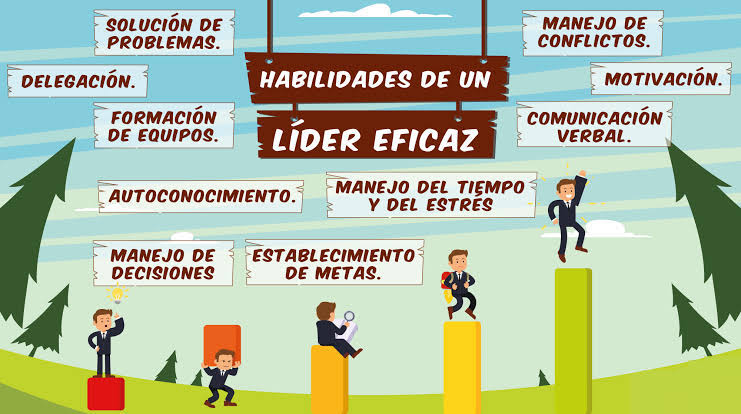 HABILIDADES DE UN
LÍDER EFICAZ
SOLUCIÓN DE
PROBLEMAS.
DELEGACIÓN.
FORMACIÓN
DE EQUIPOS.
MANEJO DE
CONFLICTOS.
MOTIVACIÓN.
COMUNICACIÓN
VERBAL.
AUTOCONOCIMIENTO.
MANEJO DEL TIEMPO
Y DEL ESTRÉS
MANEJO DE
DECISIONES
ESTABLECIMIENTO
DE METAS.